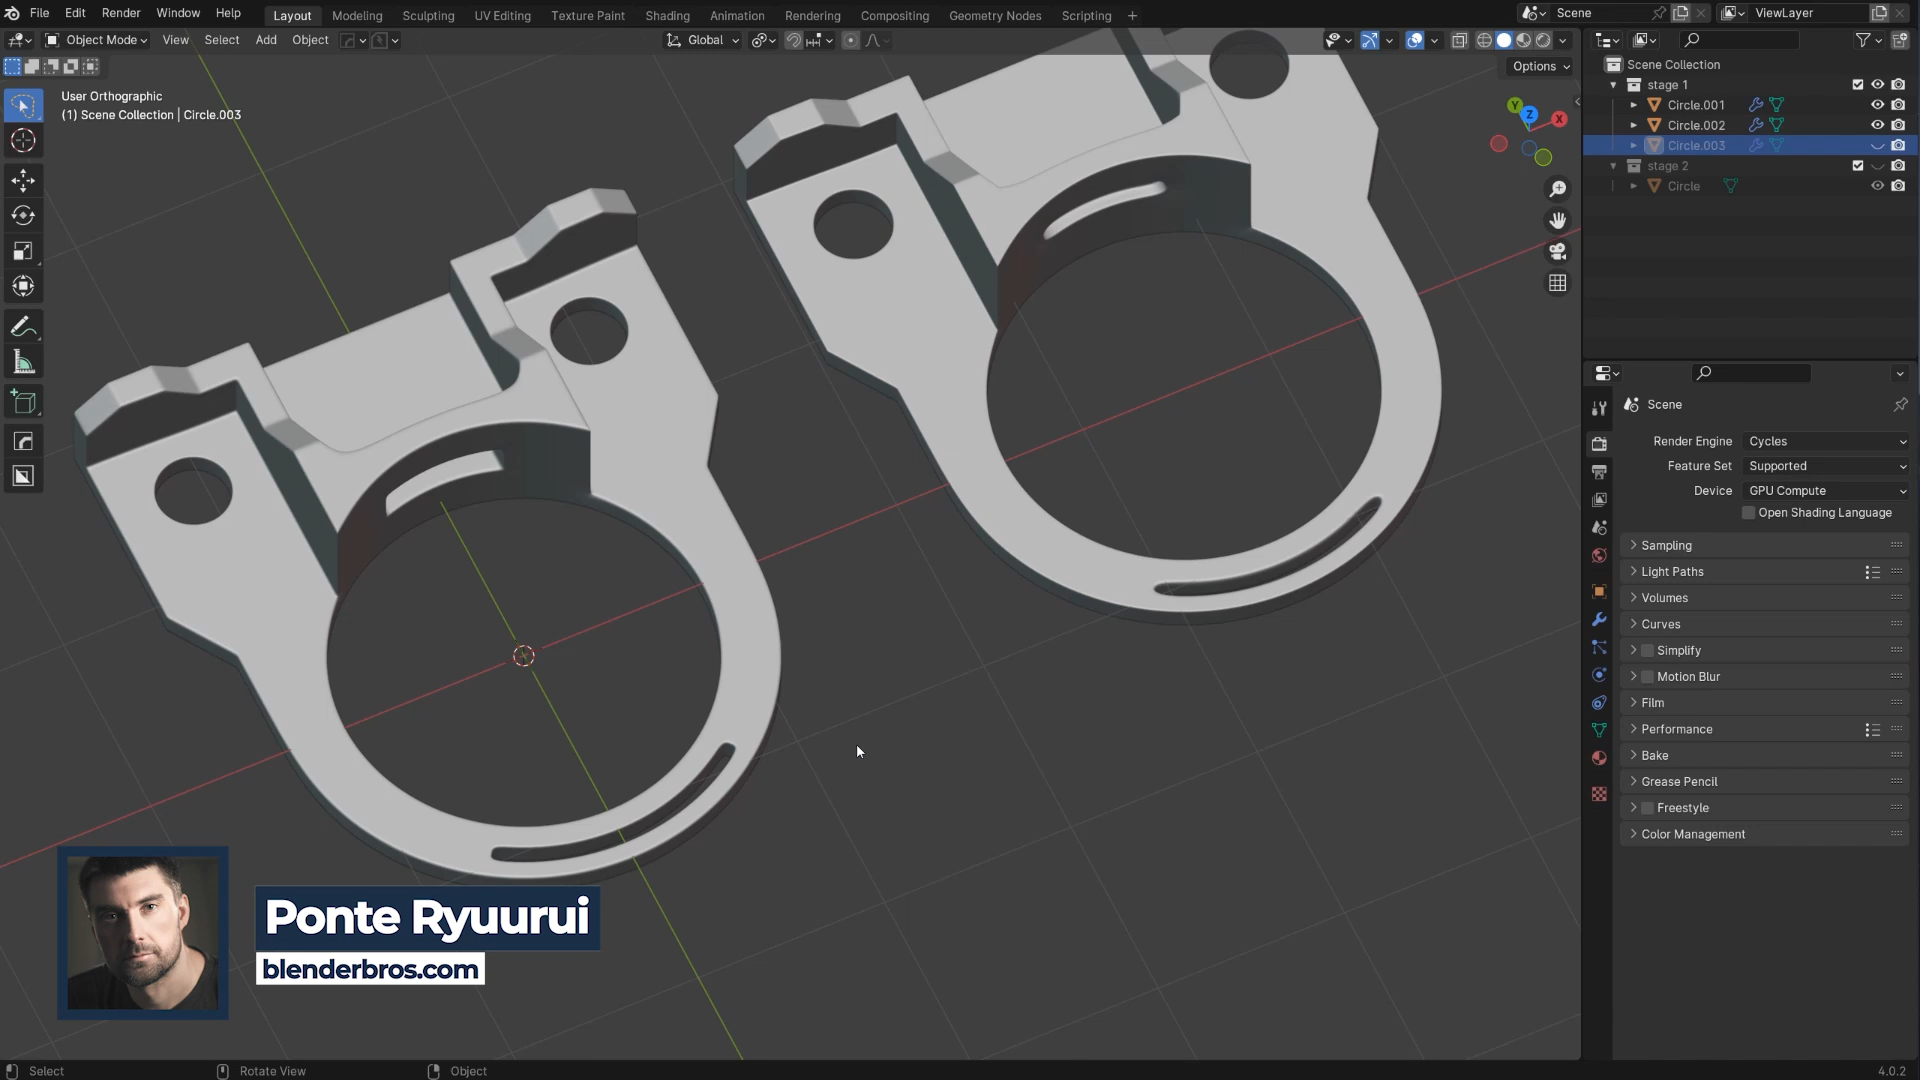 File Edit Render Window Help Layout Modeling Sculpting UV Editing Texture Paint Shading Animation Rendering Compositing Geometry Nodes Scripting + Scene ViewLayer
Object Mode View Select Add Object Global
Options
User Orthographic
(1) Scene Collection | Circle.003
Y
Z
X
Scene Collection
stage 1
Circle.001
Circle.002
Circle.003
stage 2
Circle
Scene
Render Engine Cycles
Feature Set Supported
Device GPU Compute
Open Shading Language
Sampling
Light Paths
Volumes
Curves
Simplify
Motion Blur
Film
Performance
Bake
Grease Pencil
Freestyle
Color Management
Ponte Ryuurui
blenderbros.com
Select Rotate View Object 4.0.2